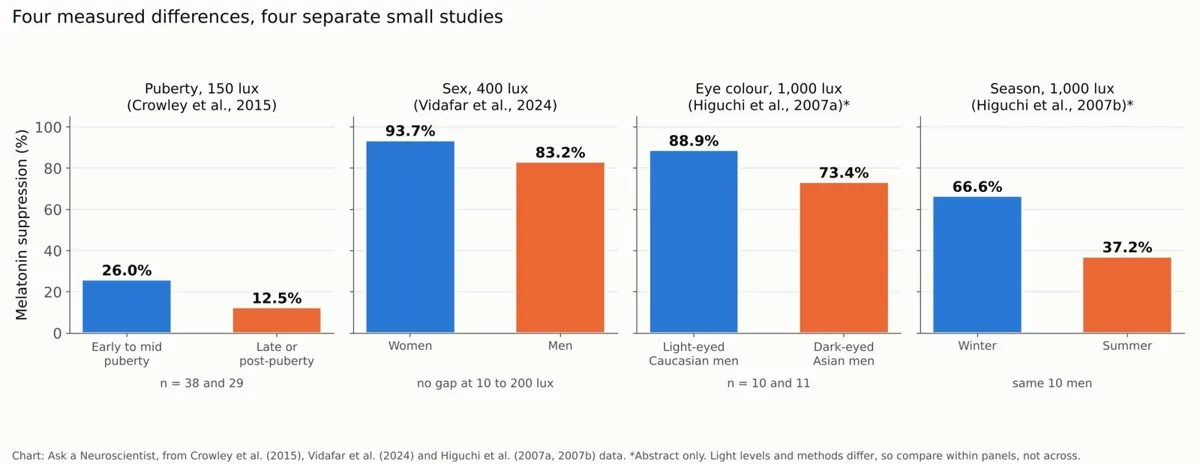 Four measured differences, four separate small studies
Puberty, 150 lux
(Crowley et al., 2015)
Sex, 400 lux
(Vidafar et al., 2024)
Eye colour, 1,000 lux
(Higuchi et al., 2007a)*
Season, 1,000 lux
(Higuchi et al., 2007b)*
Melatonin suppression (%)
100
80
60
40
20
0
26.0%
12.5%
93.7%
83.2%
88.9%
73.4%
66.6%
37.2%
Early to mid
puberty
Late or
post-puberty
Women
Men
Light-eyed
Caucasian men
Dark-eyed
Asian men
Winter
Summer
n = 38 and 29
no gap at 10 to 200 lux
n = 10 and 11
same 10 men
Chart: Ask a Neuroscientist, from Crowley et al. (2015), Vidafar et al. (2024) and Higuchi et al. (2007a, 2007b) data. *Abstract only. Light levels and methods differ, so compare within panels, not across.